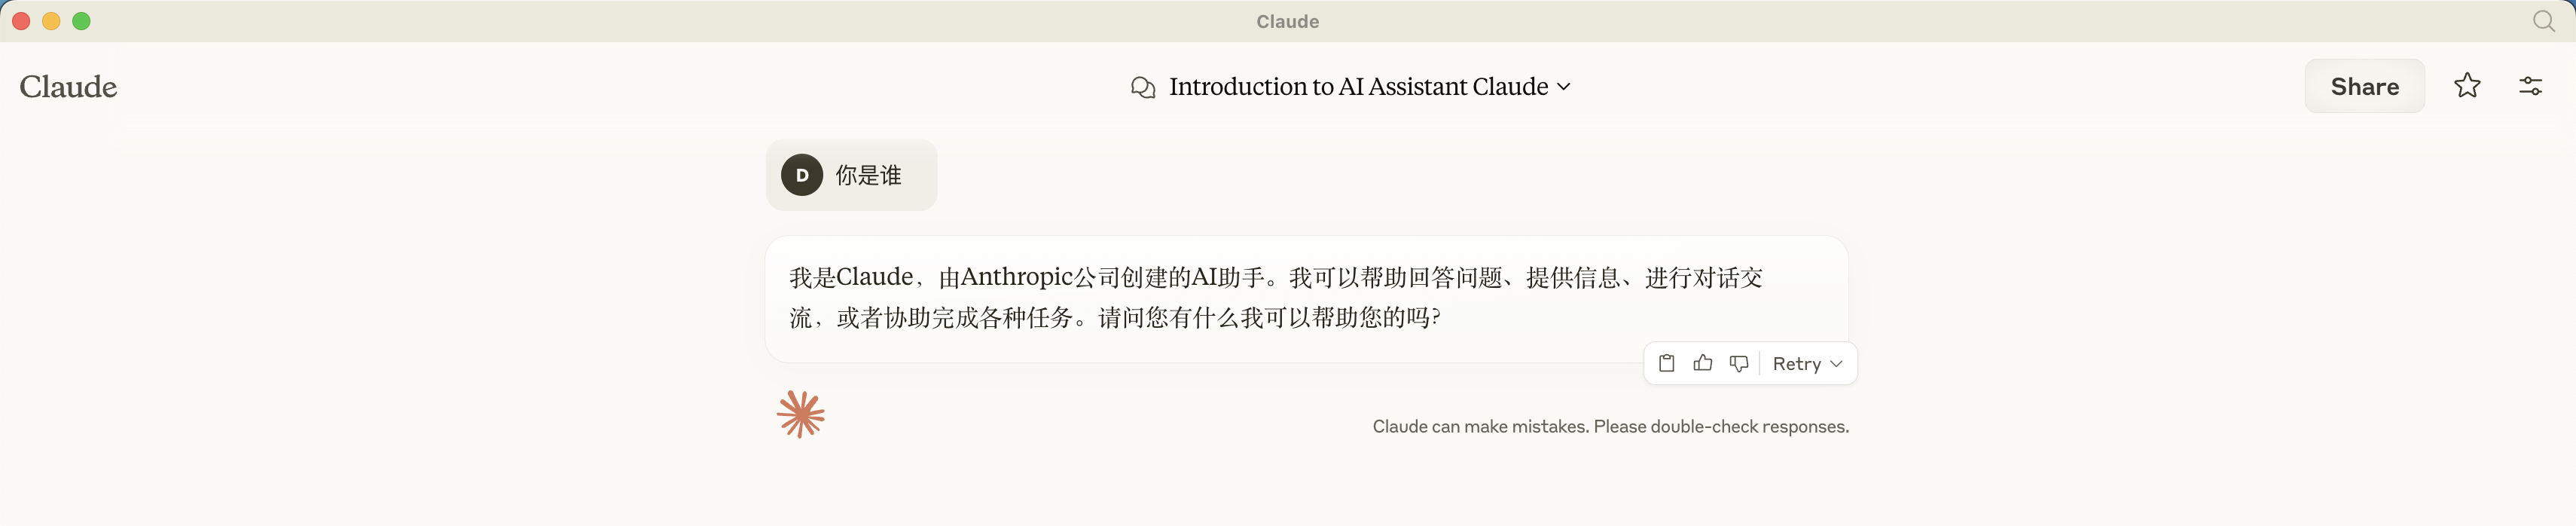 Claude
Claude
Introduction to AI Assistant Claude
Share
D
你是谁
我是Claude，由Anthropic公司创建的AI助手。我可以帮助回答问题、提供信息、进行对话交
流，或者协助完成各种任务。请问您有什么我可以帮助您的吗?
Retry
Claude can make mistakes. Please double-check responses.